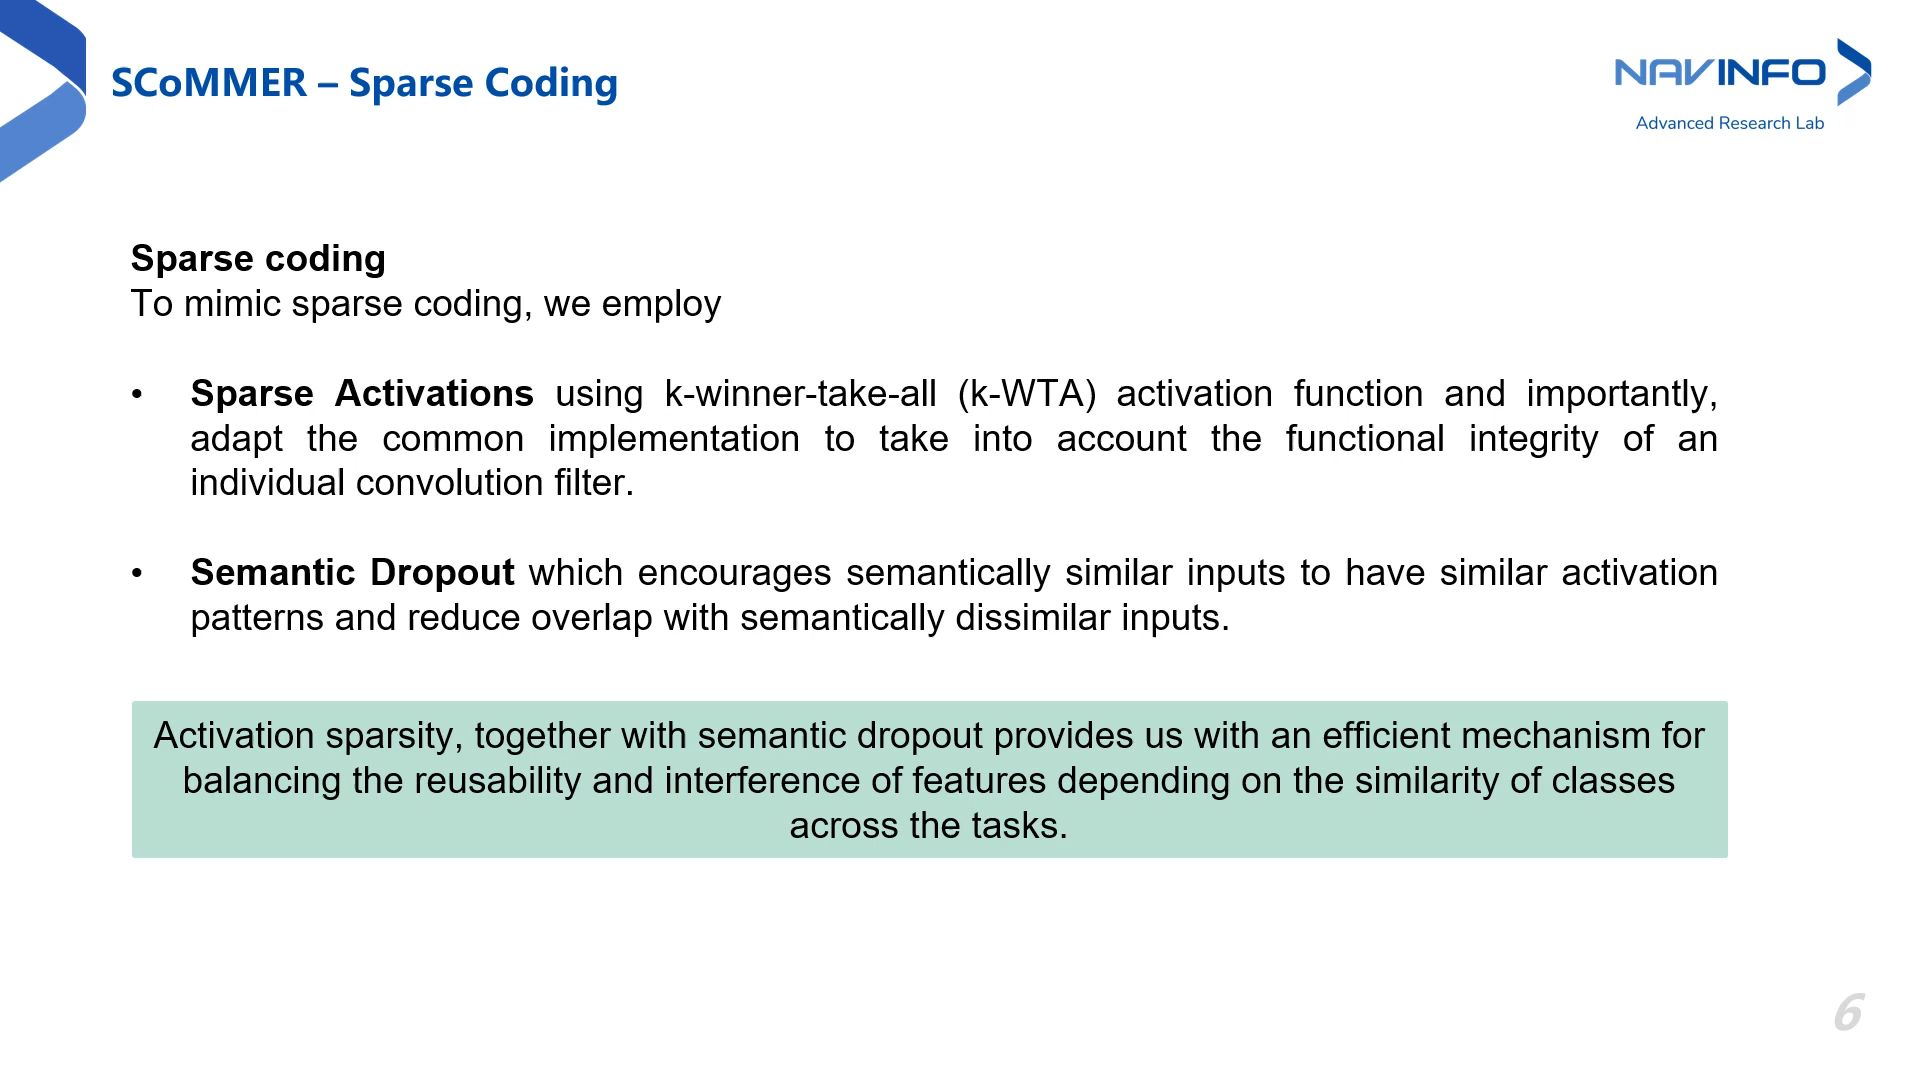 SCoMMER – Sparse Coding
NAVINFO
Advanced Research Lab
Sparse coding
To mimic sparse coding, we employ
• Sparse Activations using k-winner-take-all (k-WTA) activation function and importantly,
adapt the common implementation to take into account the functional integrity of an
individual convolution filter.
• Semantic Dropout which encourages semantically similar inputs to have similar activation
patterns and reduce overlap with semantically dissimilar inputs.
Activation sparsity, together with semantic dropout provides us with an efficient mechanism for
balancing the reusability and interference of features depending on the similarity of classes
across the tasks.
6